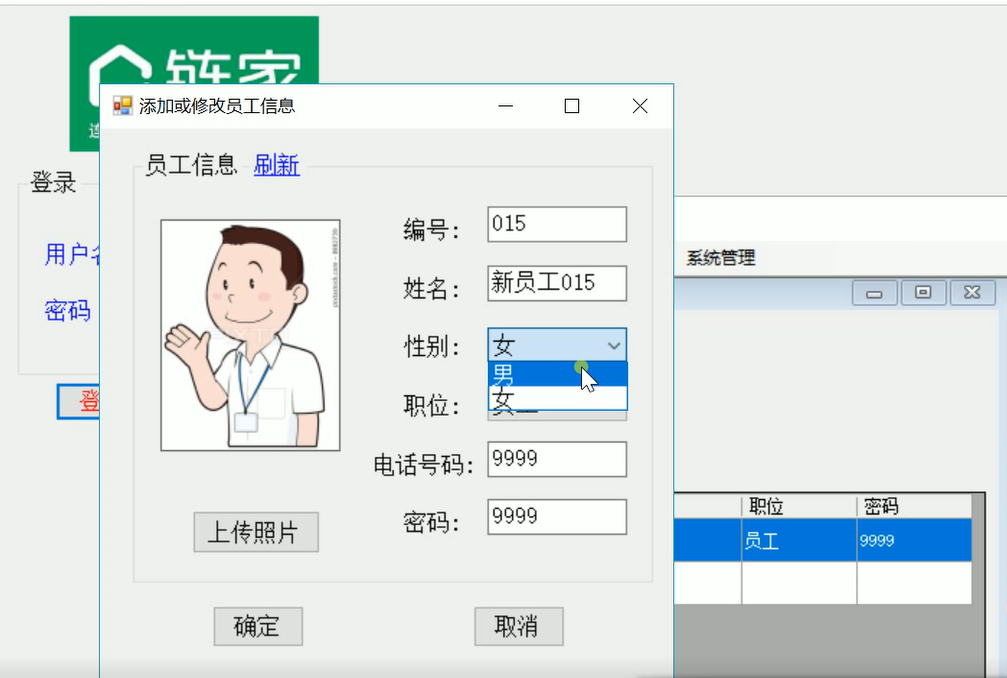 链家
添加或修改员工信息
登录
用户名
密码
登
员工信息 刷新
编号: 015
姓名: 新员工015
性别: 女
男
女
职位:
电话号码: 9999
密码: 9999
上传照片
确定 取消
系统管理
职位 密码
员工 9999